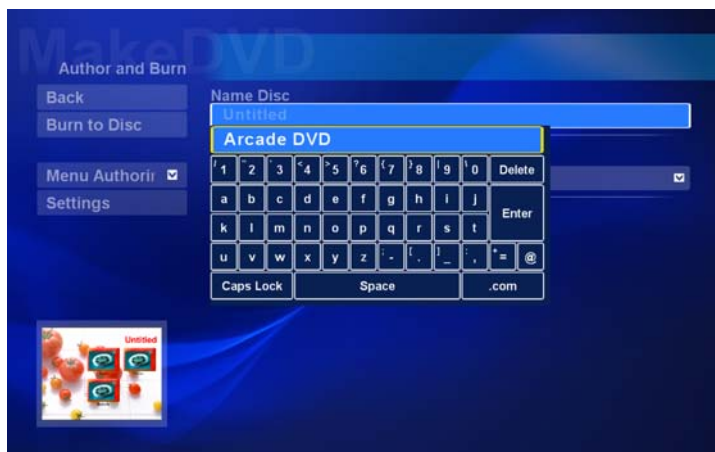 MakeDVD
Author and Burn
Back
Name Disc
Untitled
Burn to Disc
Arcade DVD
1 2 3 4 5 6 7 8 9 0 Delete
Menu Authorin
a b c d e f g h i j
Enter
Settings
k l m n o p q r s t
u v w x y z - . _ , = @
Caps Lock Space .com
Untitled